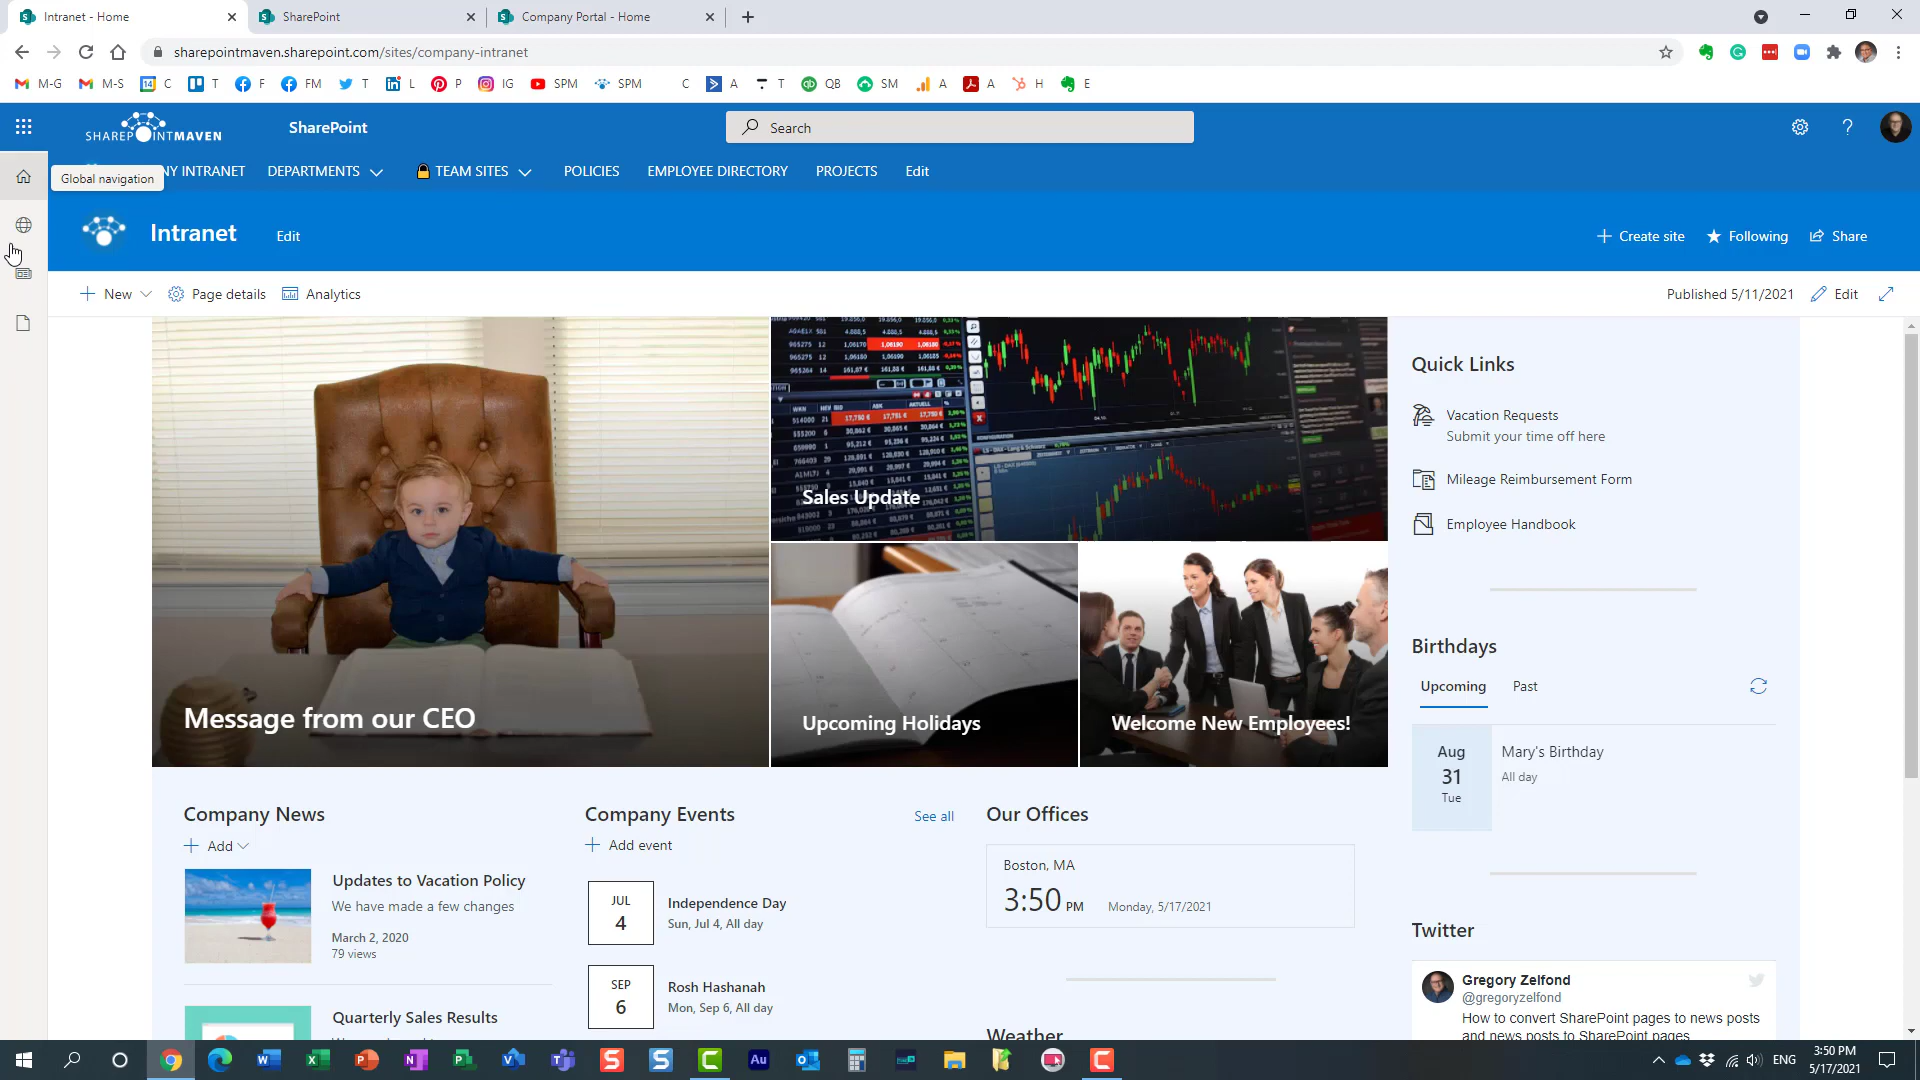 Intranet - Home
SharePoint
Company Portal - Home
sharepointmaven.sharepoint.com/sites/company-intranet
M-G M-S C T F FM T L P IG SPM SPM C A T QB SM A A H E
SHAREPOINTMAVEN SharePoint
Search
Global navigation
NY INTRANET DEPARTMENTS TEAM SITES POLICIES EMPLOYEE DIRECTORY PROJECTS Edit
Intranet Edit
Create site Following Share
New Page details Analytics
Published 5/11/2021 Edit
Message from our CEO
Sales Update
Upcoming Holidays
Welcome New Employees!
Quick Links
Vacation Requests
Submit your time off here
Mileage Reimbursement Form
Employee Handbook
Birthdays
Upcoming Past
Aug
31
Tue
Mary's Birthday
All day
Twitter
Gregory Zelfond
@gregoryzelfond
How to convert SharePoint pages to news posts
and news posts to SharePoint pages
Company News
Add
Updates to Vacation Policy
We have made a few changes
March 2, 2020
79 views
Quarterly Sales Results
Company Events
See all
Add event
JUL
4
Independence Day
Sun, Jul 4, All day
SEP
6
Rosh Hashanah
Mon, Sep 6, All day
Our Offices
Boston, MA
3:50 PM Monday, 5/17/2021
Weather
ENG
3:50 PM
5/17/2021